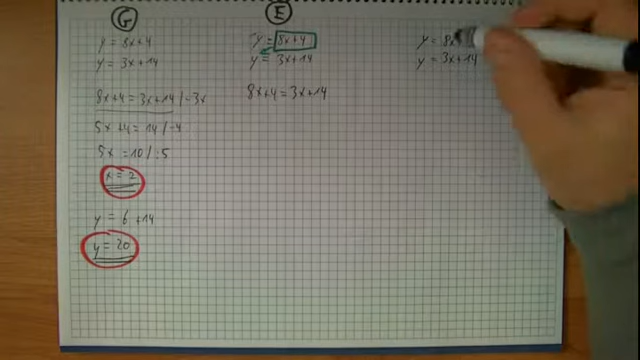 G
y = 8x+4
y = 3x+14
8x+4 = 3x+14 /-3x
5x +4 = 14 /-4
5x = 10 /:5
x = 2
y = 6 +14
y = 20
E
y = 8x+4
y = 3x+14
8x+4 = 3x+14
y = 8x
y = 3x+14